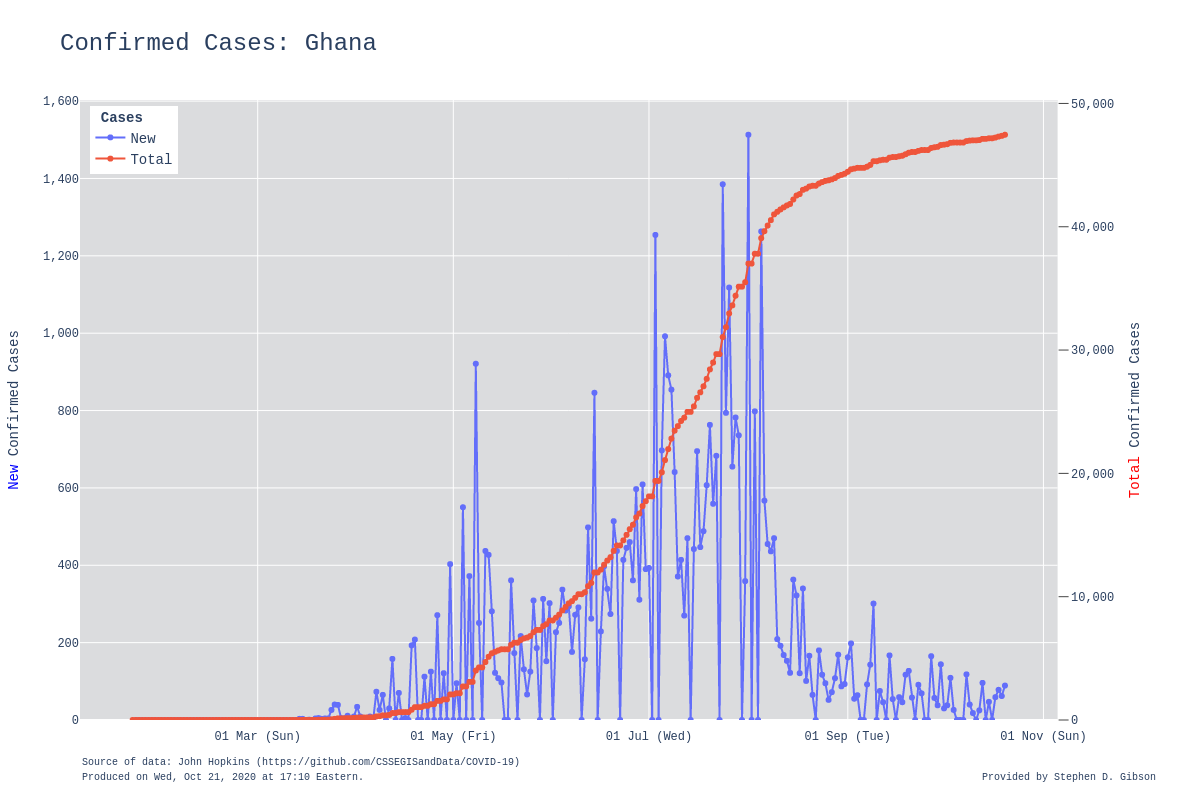 Confirmed Cases: Ghana
Cases
New
Total
1,600
1,400
1,200
1,000
800
600
400
200
0
New Confirmed Cases
50,000
40,000
30,000
20,000
10,000
0
Total Confirmed Cases
01 Mar (Sun)
01 May (Fri)
01 Jul (Wed)
01 Sep (Tue)
01 Nov (Sun)
Source of data: John Hopkins (https://github.com/CSSEGISandData/COVID-19)
Produced on Wed, Oct 21, 2020 at 17:10 Eastern.
Provided by Stephen D. Gibson